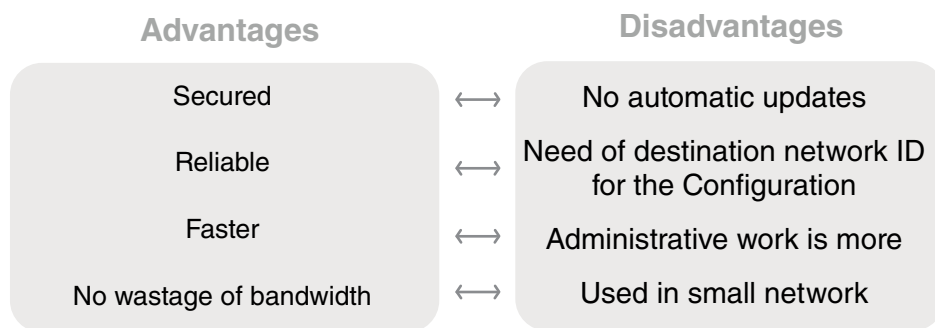 Advantages
Disadvantages
Secured
No automatic updates
Reliable
Need of destination network ID
for the Configuration
Faster
Administrative work is more
No wastage of bandwidth
Used in small network